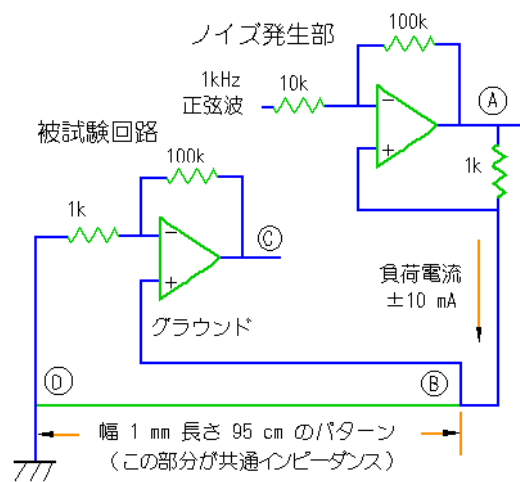 ノイズ発生部
100k
1kHz
正弦波
10k
A
1k
被試験回路
100k
1k
C
グラウンド
負荷電流
±10 mA
D
B
幅 1 mm 長さ 95 cm のパターン
(この部分が共通インピーダンス)